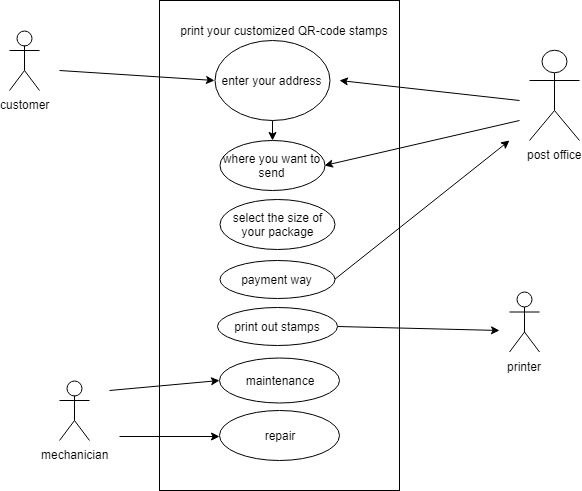 print your customized QR-code stamps
customer
enter your address
post office
where you want to
send
select the size of
your package
payment way
print out stamps
printer
maintenance
mechanician
repair